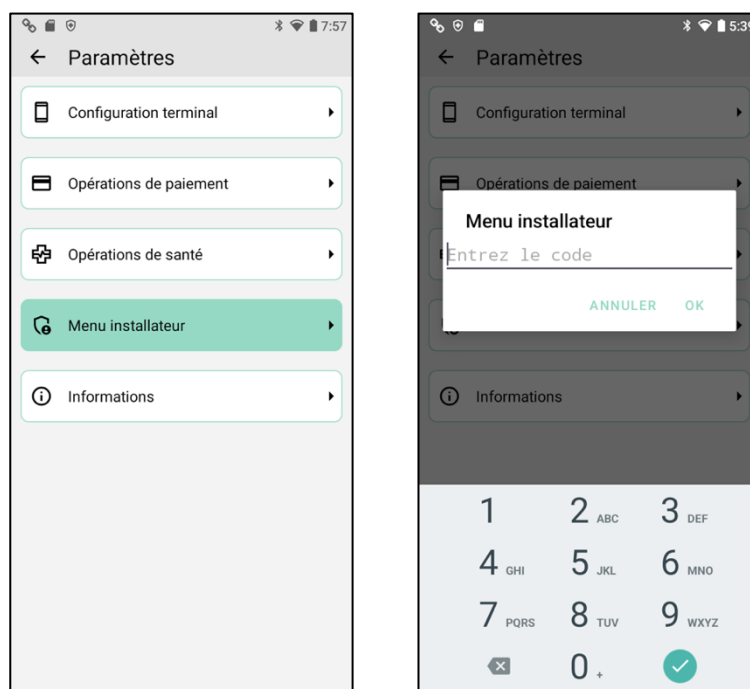 7:57
Paramètres
Configuration terminal
Opérations de paiement
Opérations de santé
Menu installateur
Informations
5:39
Paramètres
Configuration terminal
Opérations de paiement
Menu installateur
Entrez le code
ANNULER OK
Informations
1 2 ABC 3 DEF
4 GHI 5 JKL 6 MNO
7 PQRS 8 TUV 9 WXYZ
0 +